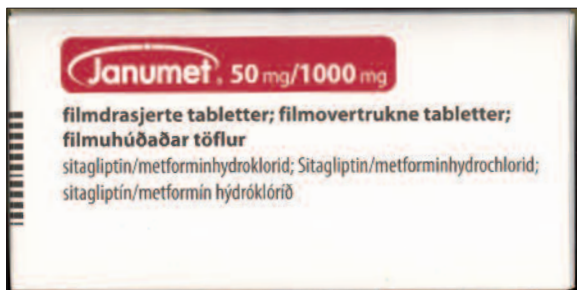 Janumet® 50 mg/1000 mg
filmdrasjerte tabletter; filmovertrukne tabletter;
filmuhúðaðar töflur
sitagliptin/metforminhydroklorid; Sitagliptin/metforminhydrochlorid;
sitagliptín/metformín hýdróklóríð